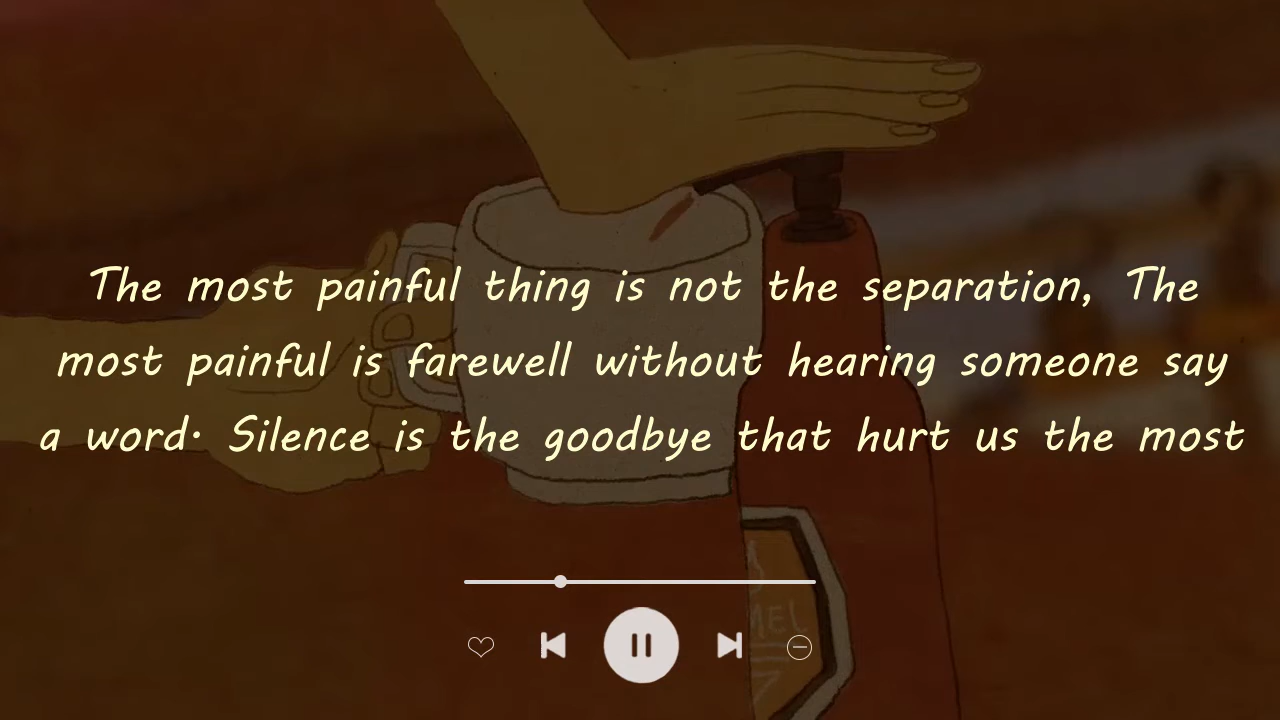 The most painful thing is not the separation, The
most painful is farewell without hearing someone say
a word. Silence is the goodbye that hurt us the most
MEL